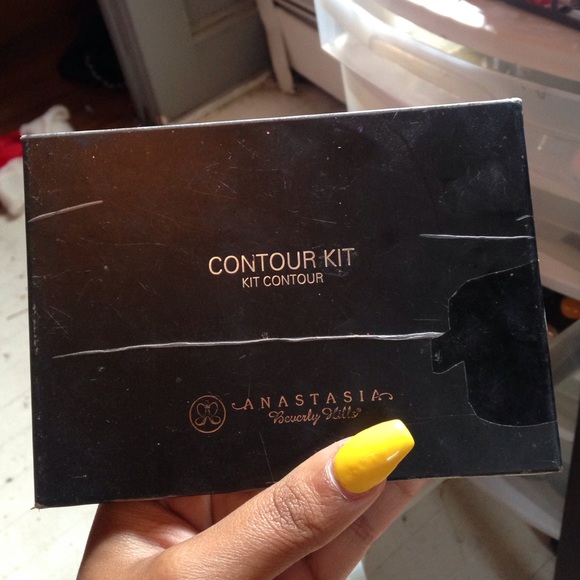 CONTOUR KIT
KIT CONTOUR
ANASTASIA
Beverly Hills